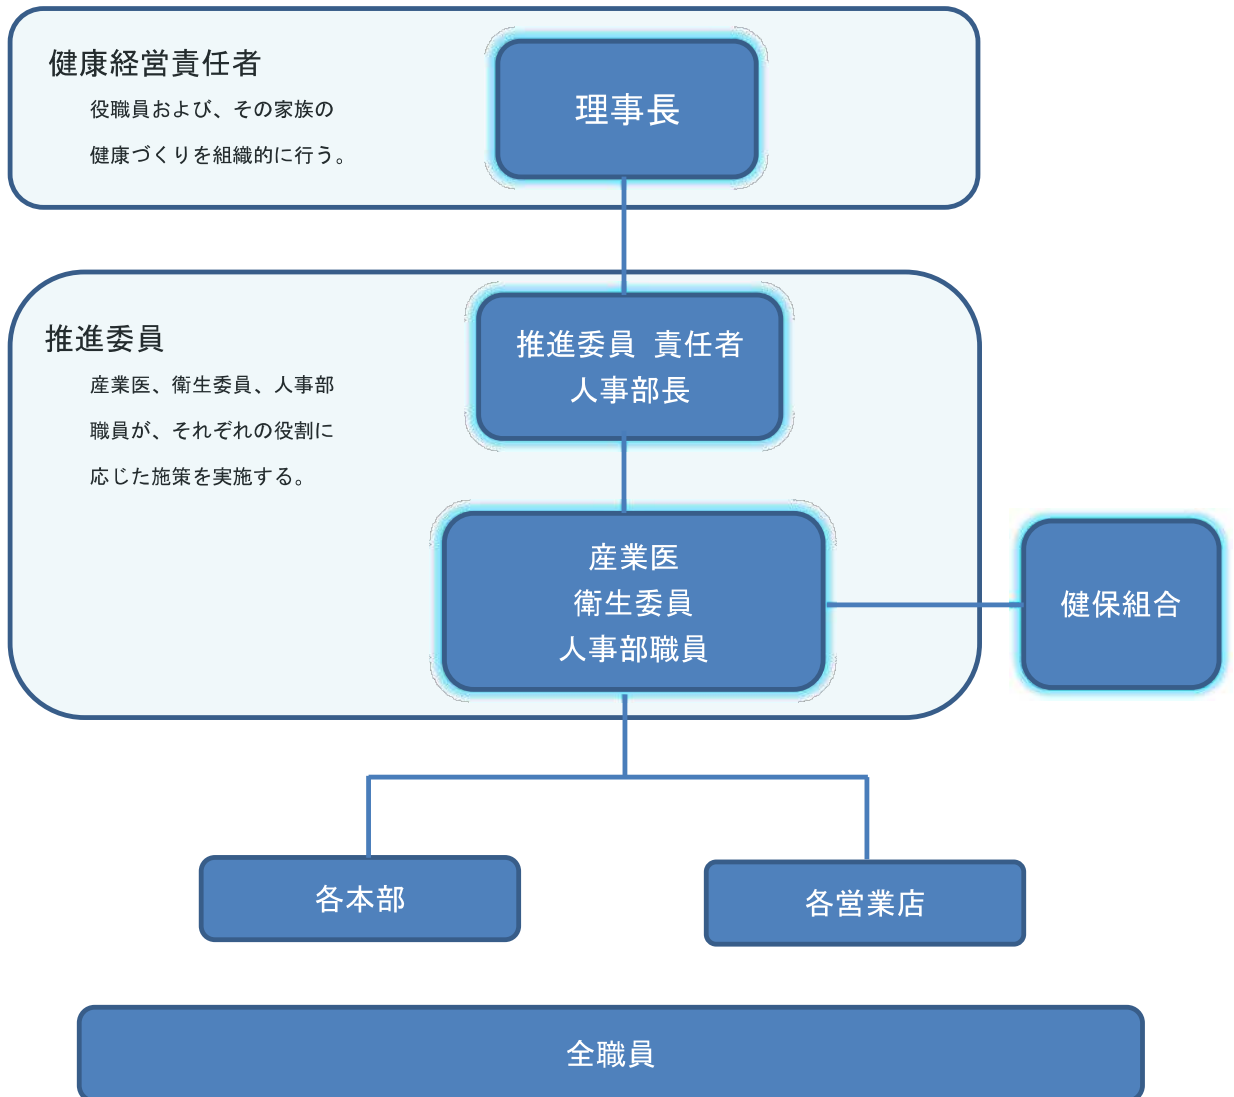 健康経営責任者
役職員および、その家族の
健康づくりを組織的に行う。
理事長
推進委員
産業医、衛生委員、人事部
職員が、それぞれの役割に
応じた施策を実施する。
推進委員 責任者
人事部長
産業医
衛生委員
人事部職員
健保組合
各本部
各営業店
全職員